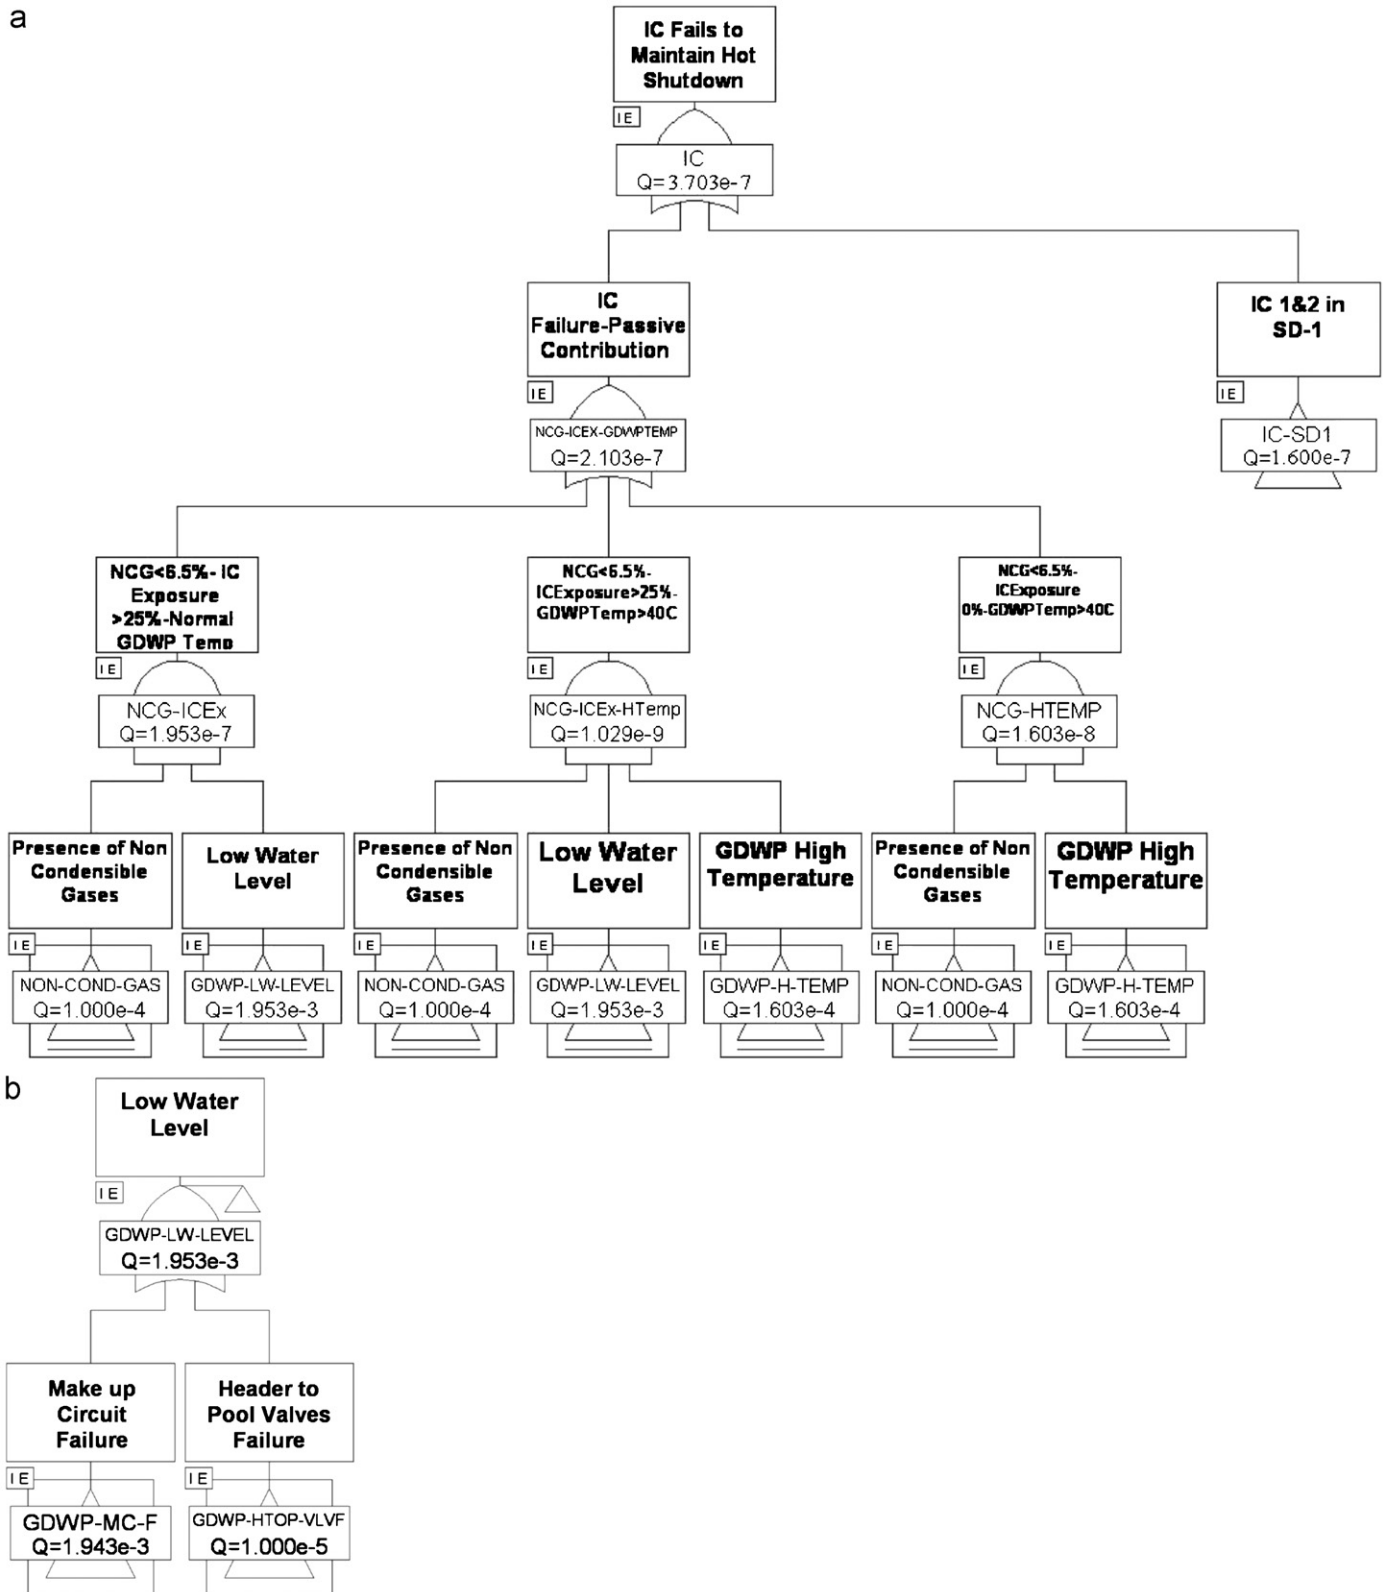 a
IC Fails to
Maintain Hot
Shutdown
IE
IC
Q=3.703e-7
IC
Failure-Passive
Contribution
IE
NCG-ICEX-GDWPTEMP
Q=2.103e-7
IC 1&2 in
SD-1
IE
IC-SD1
Q=1.600e-7
NCG<6.5%- IC
Exposure
>25%-Normal
GDWP Temp
IE
NCG-ICEx
Q=1.953e-7
NCG<6.5%-
ICExposure>25%-
GDWPTemp>40C
IE
NCG-ICEx-HTemp
Q=1.029e-9
NCG<6.5%-
ICExposure
0%-GDWPTemp>40C
IE
NCG-HTEMP
Q=1.603e-8
Presence of Non
Condensible
Gases
IE
NON-COND-GAS
Q=1.000e-4
Low Water
Level
IE
GDWP-LW-LEVEL
Q=1.953e-3
Presence of Non
Condensible
Gases
IE
NON-COND-GAS
Q=1.000e-4
Low Water
Level
IE
GDWP-LW-LEVEL
Q=1.953e-3
GDWP High
Temperature
IE
GDWP-H-TEMP
Q=1.603e-4
Presence of Non
Condensible
Gases
IE
NON-COND-GAS
Q=1.000e-4
GDWP High
Temperature
IE
GDWP-H-TEMP
Q=1.603e-4
b
Low Water
Level
IE
GDWP-LW-LEVEL
Q=1.953e-3
Make up
Circuit
Failure
IE
GDWP-MC-F
Q=1.943e-3
Header to
Pool Valves
Failure
IE
GDWP-HTOP-VLVF
Q=1.000e-5